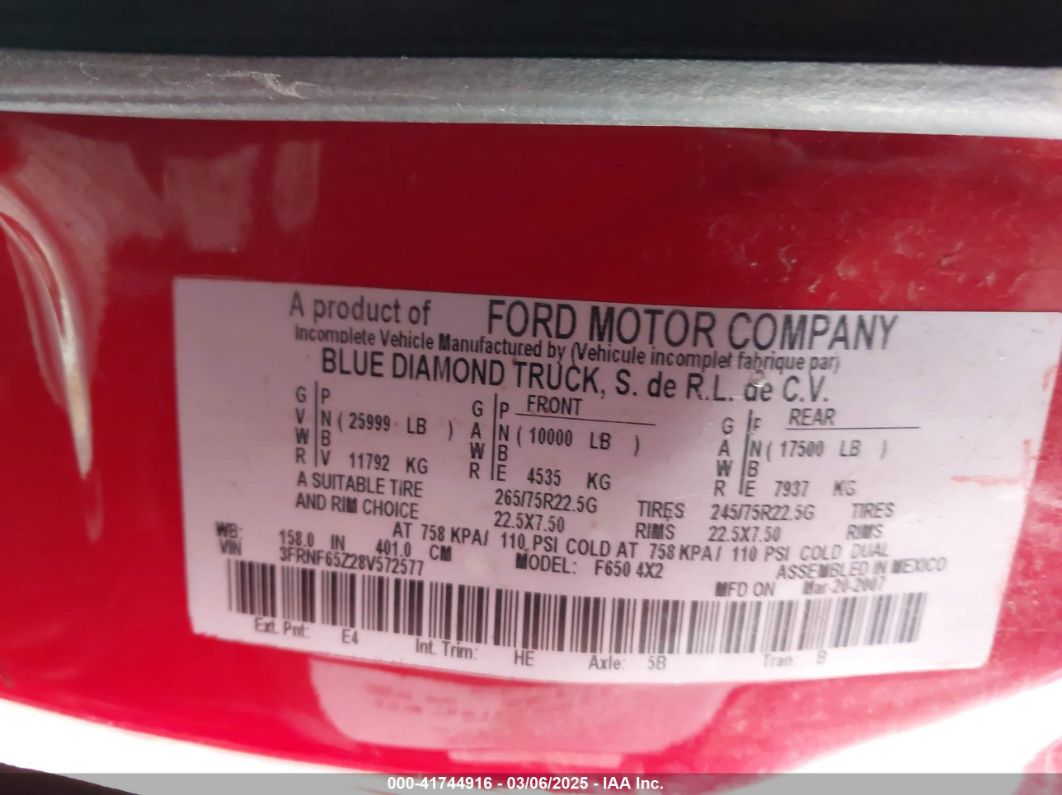 A product of FORD MOTOR COMPANY
Incomplete Vehicle Manufactured by (Vehicule incomplet fabrique par)
BLUE DIAMOND TRUCK, S. de R.L. de C.V.
G P G P FRONT G P REAR
V N ( 25999 LB ) A N ( 10000 LB ) A N ( 17500 LB )
W B W B W B
R V 11792 KG R E 4535 KG R E 7937 KG
A SUITABLE TIRE 265/75R22.5G TIRES 245/75R22.5G TIRES
AND RIM CHOICE 22.5X7.50 RIMS 22.5X7.50 RIMS
AT 758 KPA/ 110 PSI COLD AT 758 KPA/ 110 PSI COLD DUAL
WB: 158.0 IN 401.0 CM MODEL: F650 4X2 ASSEMBLED IN MEXICO
VIN 3FRNF65Z28V572577 MFD ON Mar-20-2007
Ext. Pnt: E4 Int. Trim: HE Axle: 5B Tran: B
000-41744916 - 03/06/2025 - IAA Inc.